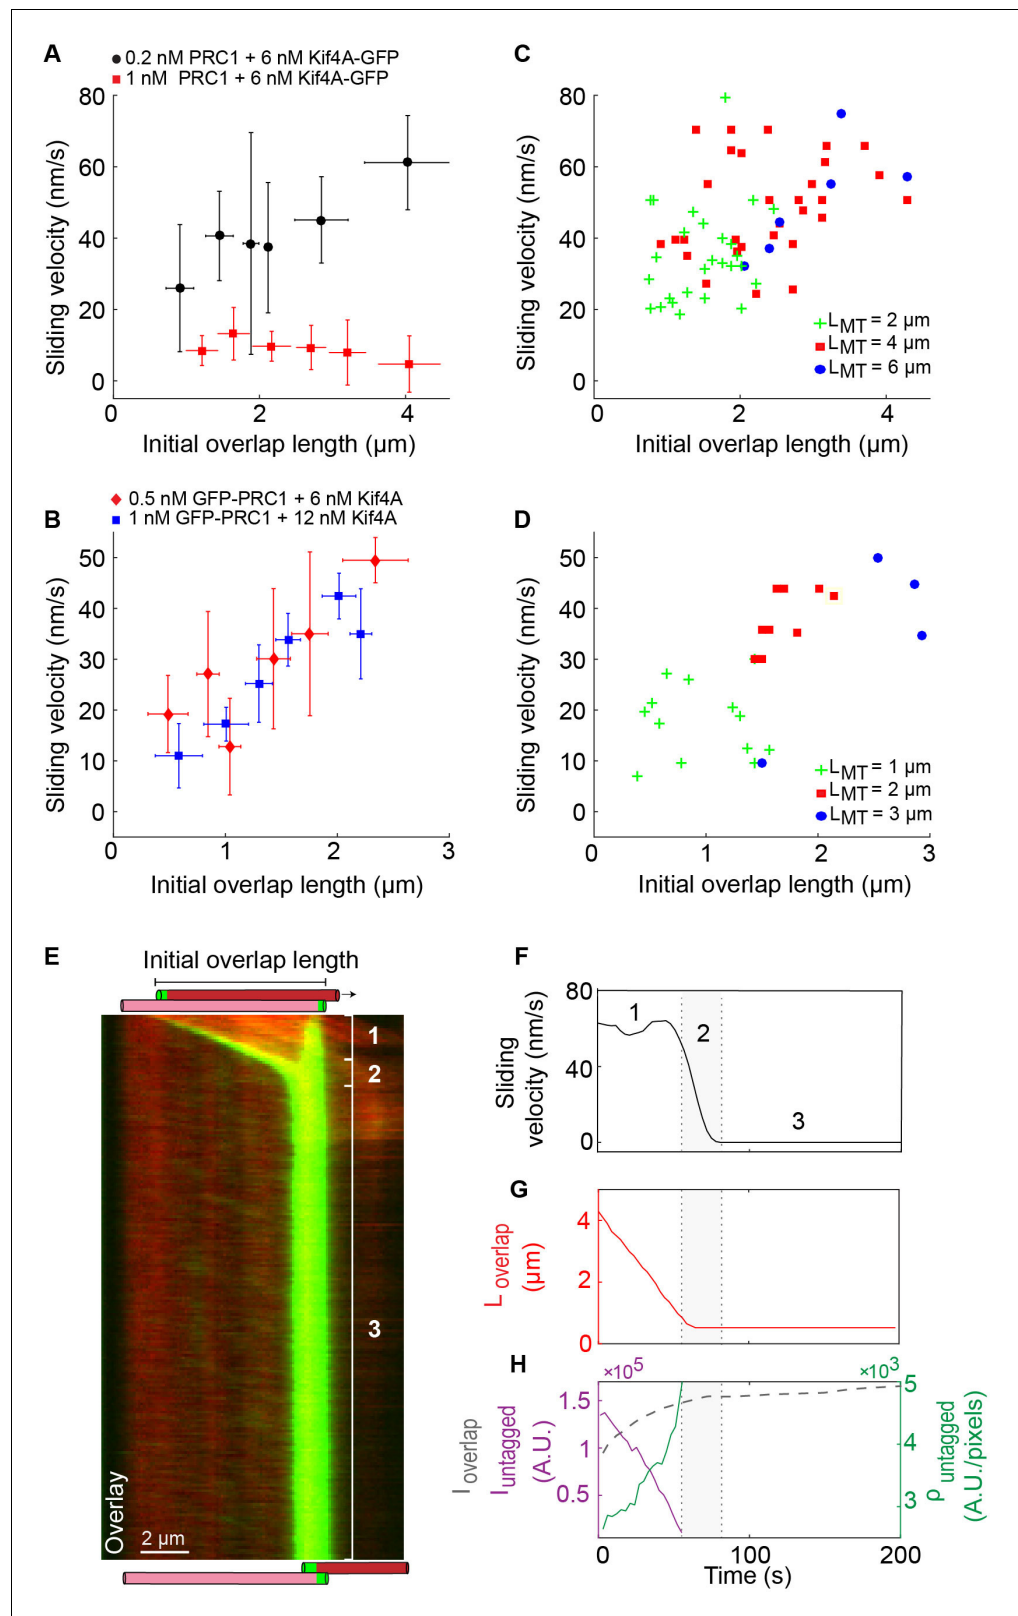 A
0.2 nM PRC1 + 6 nM Kif4A-GFP
1 nM PRC1 + 6 nM Kif4A-GFP
80
60
40
20
0
Sliding velocity (nm/s)
0
2
4
Initial overlap length (µm)
C
80
60
40
20
0
Sliding velocity (nm/s)
LMT = 2 µm
LMT = 4 µm
LMT = 6 µm
0
2
4
Initial overlap length (µm)
B
0.5 nM GFP-PRC1 + 6 nM Kif4A
1 nM GFP-PRC1 + 12 nM Kif4A
50
40
30
20
10
0
Sliding velocity (nm/s)
0
1
2
3
Initial overlap length (µm)
D
50
40
30
20
10
0
Sliding velocity (nm/s)
LMT = 1 µm
LMT = 2 µm
LMT = 3 µm
0
1
2
3
Initial overlap length (µm)
E
Initial overlap length
1
2
3
Overlay
2 µm
F
80
40
0
Sliding
velocity (nm/s)
1
2
3
G
4
2
0
L overlap
(µm)
H
×105
×103
1.5
1
0.5
I overlap
I untagged
(A.U.)
5
4
3
ρ untagged
(A.U./pixels)
0
100
200
Time (s)